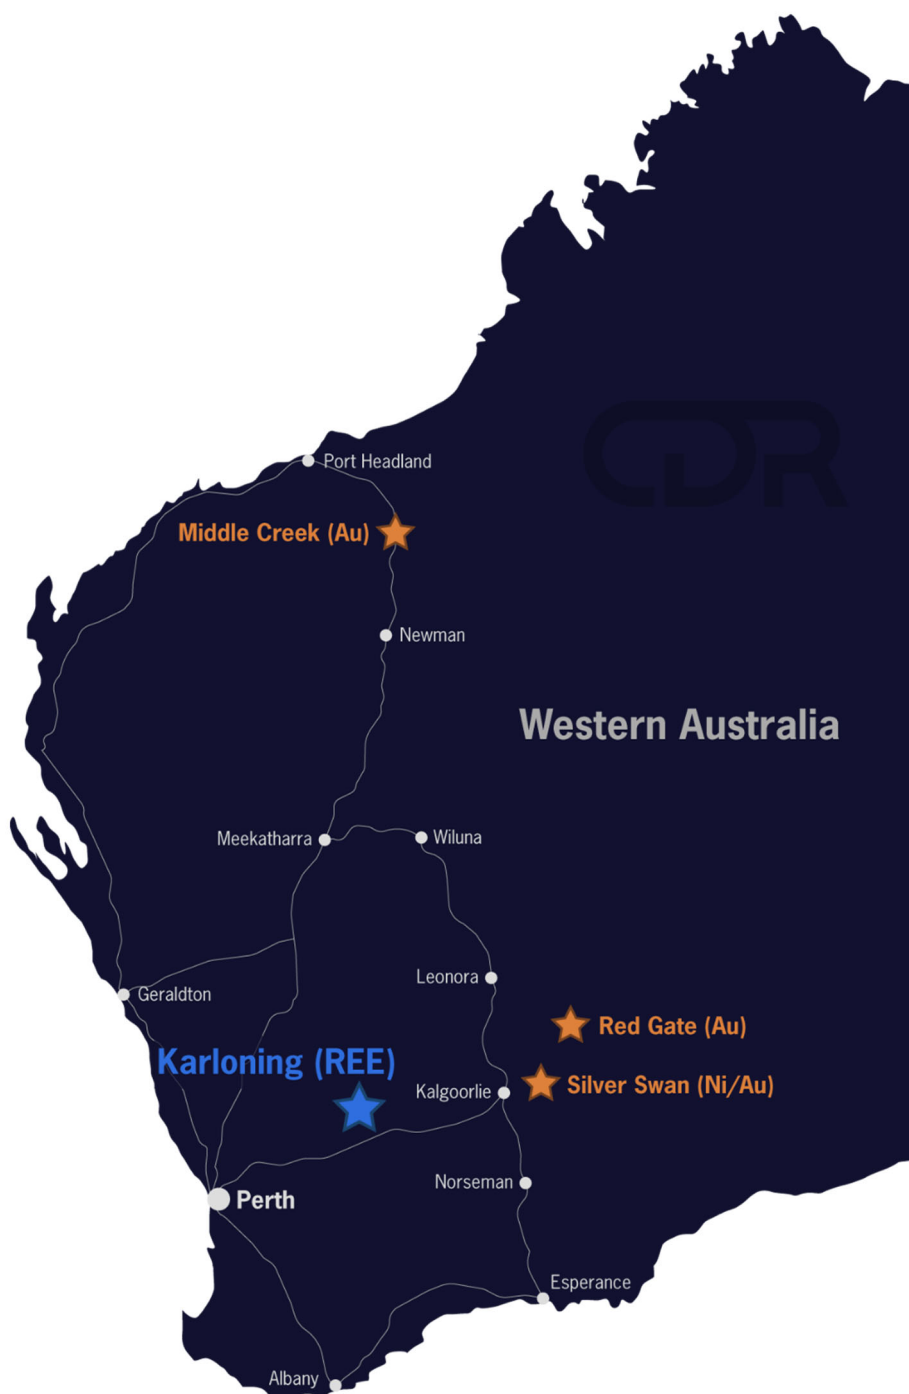 CDR
Port Headland
Middle Creek (Au)
Newman
Western Australia
Meekatharra
Wiluna
Leonora
Geraldton
Red Gate (Au)
Karloning (REE)
Silver Swan (Ni/Au)
Kalgoorlie
Norseman
Perth
Esperance
Albany